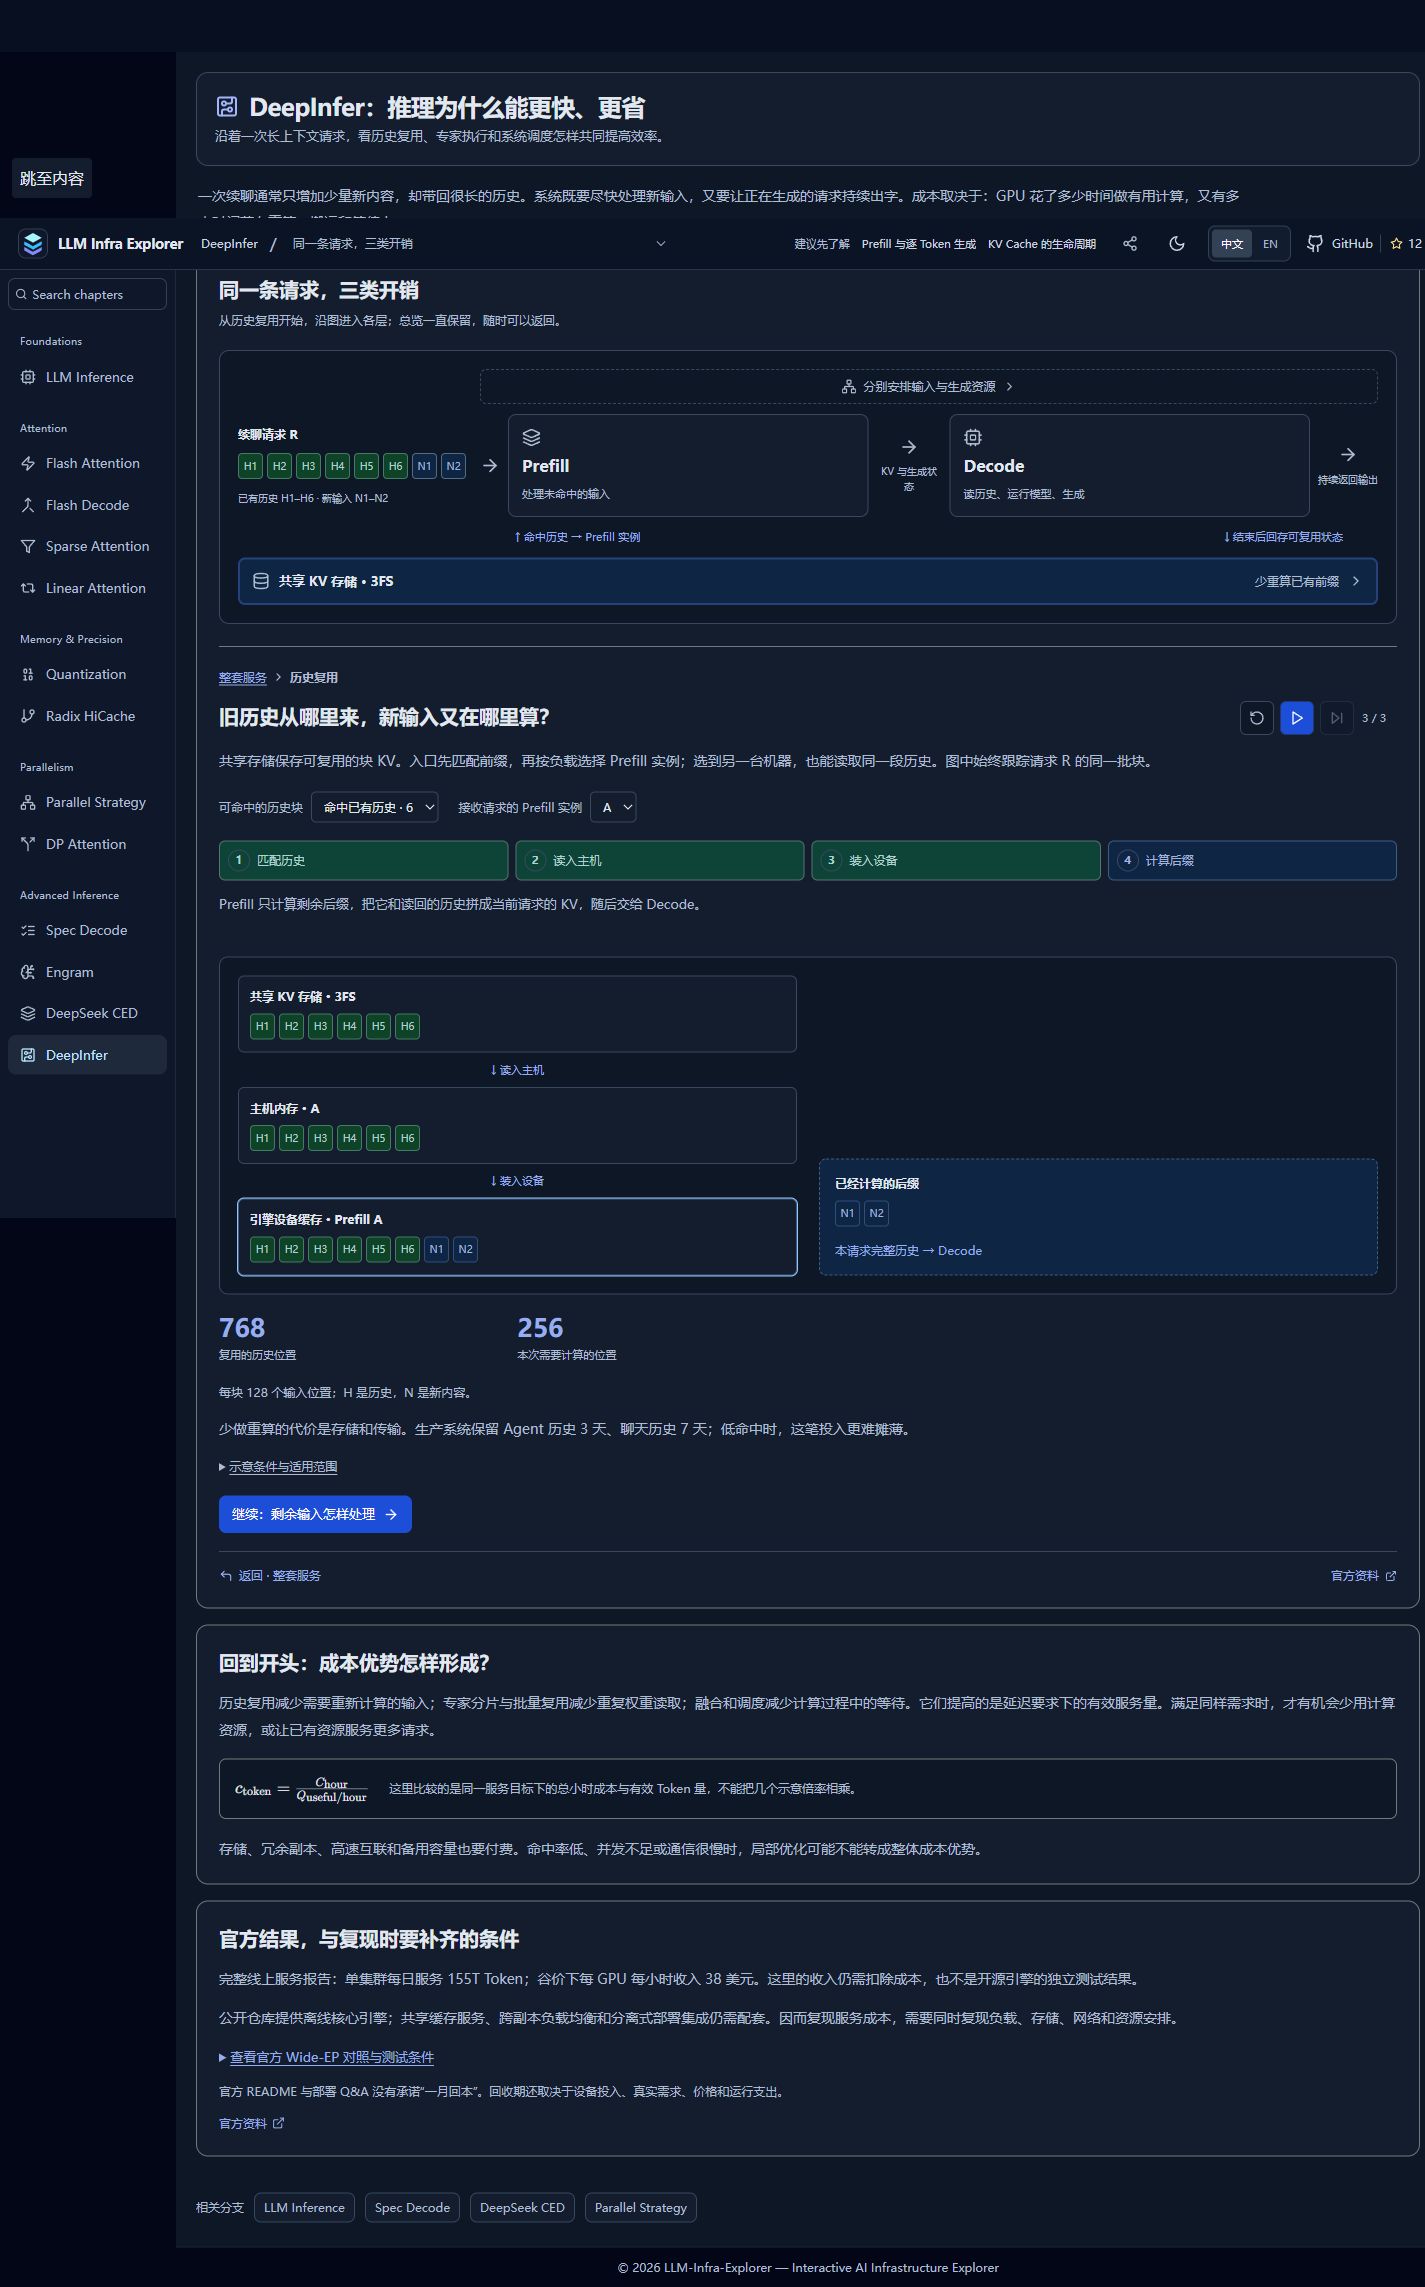 DeepInfer：推理为什么能更快、更省
沿着一次长上下文请求，看历史复用、专家执行和系统调度怎样共同提高效率。
跳至内容
一次续聊通常只增加少量新内容，却带回很长的历史。系统既要尽快处理新输入，又要让正在生成的请求持续出字。成本取决于：GPU 花了多少时间做有用计算，又有多
LLM Infra Explorer
DeepInfer / 同一条请求，三类开销
建议先了解 Prefill 与逐 Token 生成 KV Cache 的生命周期
中文 EN
GitHub
12
Search chapters
Foundations
LLM Inference
Attention
Flash Attention
Flash Decode
Sparse Attention
Linear Attention
Memory & Precision
Quantization
Radix HiCache
Parallelism
Parallel Strategy
DP Attention
Advanced Inference
Spec Decode
Engram
DeepSeek CED
DeepInfer
同一条请求，三类开销
从历史复用开始，沿图进入各层；总览一直保留，随时可以返回。
分别安排输入与生成资源
续聊请求 R
H1 H2 H3 H4 H5 H6 N1 N2
已有历史 H1–H6 · 新输入 N1–N2
Prefill
处理未命中的输入
KV 与生成状
态
Decode
读历史、运行模型、生成
持续返回输出
↑ 命中历史 → Prefill 实例
↓ 结束后回存可复用状态
共享 KV 存储 • 3FS
少重算已有前缀
整套服务 > 历史复用
旧历史从哪里来，新输入又在哪里算？
3 / 3
共享存储保存可复用的块 KV。入口先匹配前缀，再按负载选择 Prefill 实例；选到另一台机器，也能读取同一段历史。图中始终跟踪请求 R 的同一批块。
可命中的历史块 命中已有历史 · 6 接收请求的 Prefill 实例 A
1 匹配历史
2 读入主机
3 装入设备
4 计算后缀
Prefill 只计算剩余后缀，把它和读回的历史拼成当前请求的 KV，随后交给 Decode。
共享 KV 存储 • 3FS
H1 H2 H3 H4 H5 H6
↓ 读入主机
主机内存 • A
H1 H2 H3 H4 H5 H6
↓ 装入设备
引擎设备缓存 • Prefill A
H1 H2 H3 H4 H5 H6 N1 N2
已经计算的后缀
N1 N2
本请求完整历史 → Decode
768
复用的历史位置
256
本次需要计算的位置
每块 128 个输入位置；H 是历史，N 是新内容。
少做重算的代价是存储和传输。生产系统保留 Agent 历史 3 天、聊天历史 7 天；低命中时，这笔投入更难摊薄。
示意条件与适用范围
继续：剩余输入怎样处理 →
返回 · 整套服务
官方资料
回到开头：成本优势怎样形成？
历史复用减少需要重新计算的输入；专家分片与批量复用减少重复权重读取；融合和调度减少计算过程中的等待。它们提高的是延迟要求下的有效服务量。满足同样需求时，才有机会少用计算
资源，或让已有资源服务更多请求。
c_token = C_hour / Q_useful/hour 这里比较的是同一服务目标下的总小时成本与有效 Token 量，不能把几个示意倍率相乘。
存储、冗余副本、高速互联和备用容量也要付费。命中率低、并发不足或通信很慢时，局部优化可能不能转成整体成本优势。
官方结果，与复现时要补齐的条件
完整线上服务报告：单集群每日服务 155T Token；谷价下每 GPU 每小时收入 38 美元。这里的收入仍需扣除成本，也不是开源引擎的独立测试结果。
公开仓库提供离线核心引擎；共享缓存服务、跨副本负载均衡和分离式部署集成仍需配套。因而复现服务成本，需要同时复现负载、存储、网络和资源安排。
查看官方 Wide-EP 对照与测试条件
官方 README 与部署 Q&A 没有承诺“一月回本”。回收期还取决于设备投入、真实需求、价格和运行支出。
官方资料
相关分支 LLM Inference Spec Decode DeepSeek CED Parallel Strategy
© 2026 LLM-Infra-Explorer — Interactive AI Infrastructure Explorer